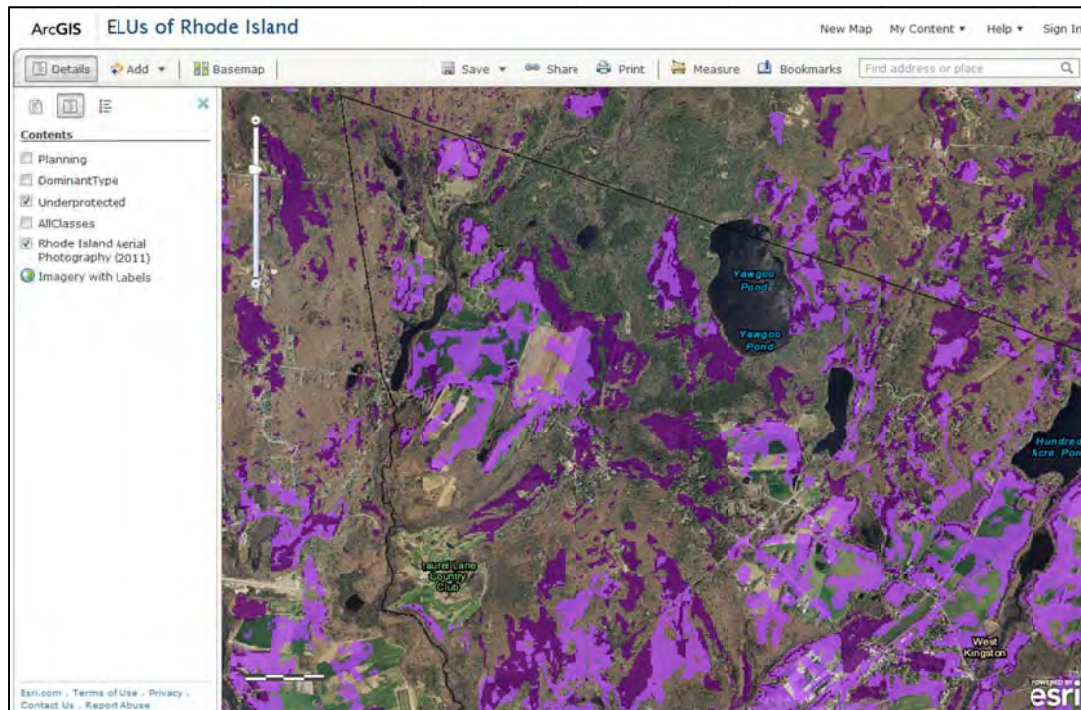 ArcGIS ELUs of Rhode Island New Map My Content Help Sign In
Details Add Basemap Save Share Print Measure Bookmarks Find address or place
Contents
Planning
DominantType
Underprotected
AllClasses
Rhode Island Aerial
Photography (2011)
Imagery with Labels
Yawgoo
Pond
Yawgoo
Pond
Hundred
Acre Pon
Laurel Lane
Country
Club
West
Kingston
POWERED BY
esri
Esri.com . Terms of Use . Privacy .
Contact Us . Report Abuse